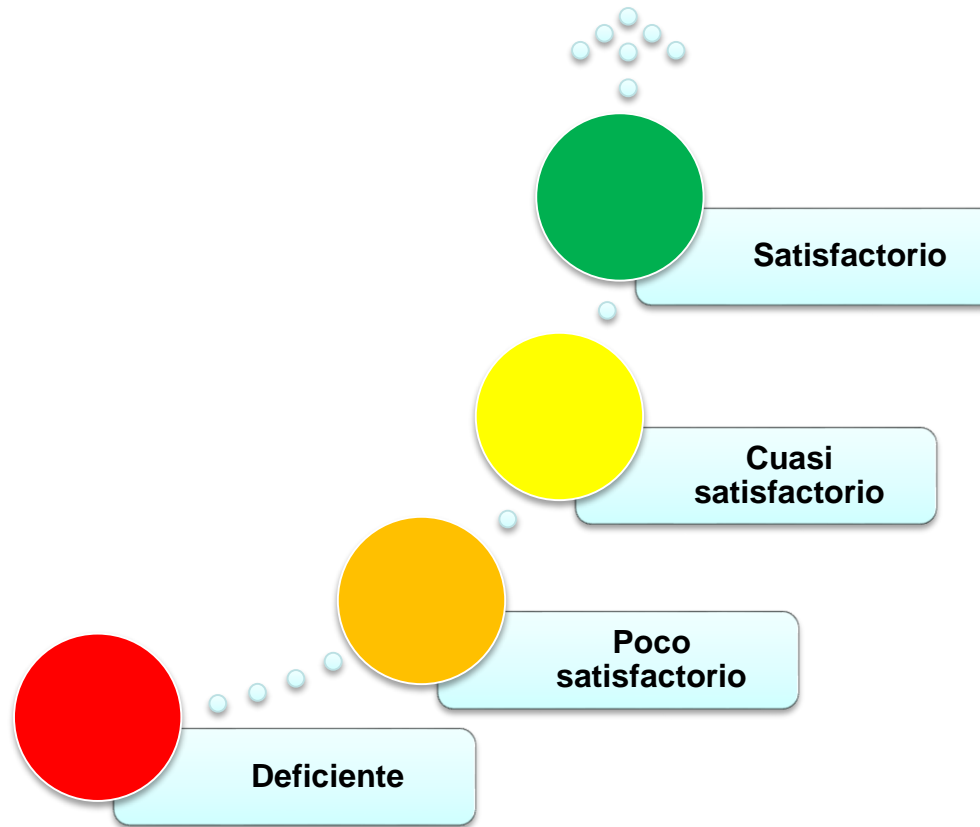 Satisfactorio
Cuasi
satisfactorio
Poco
satisfactorio
Deficiente